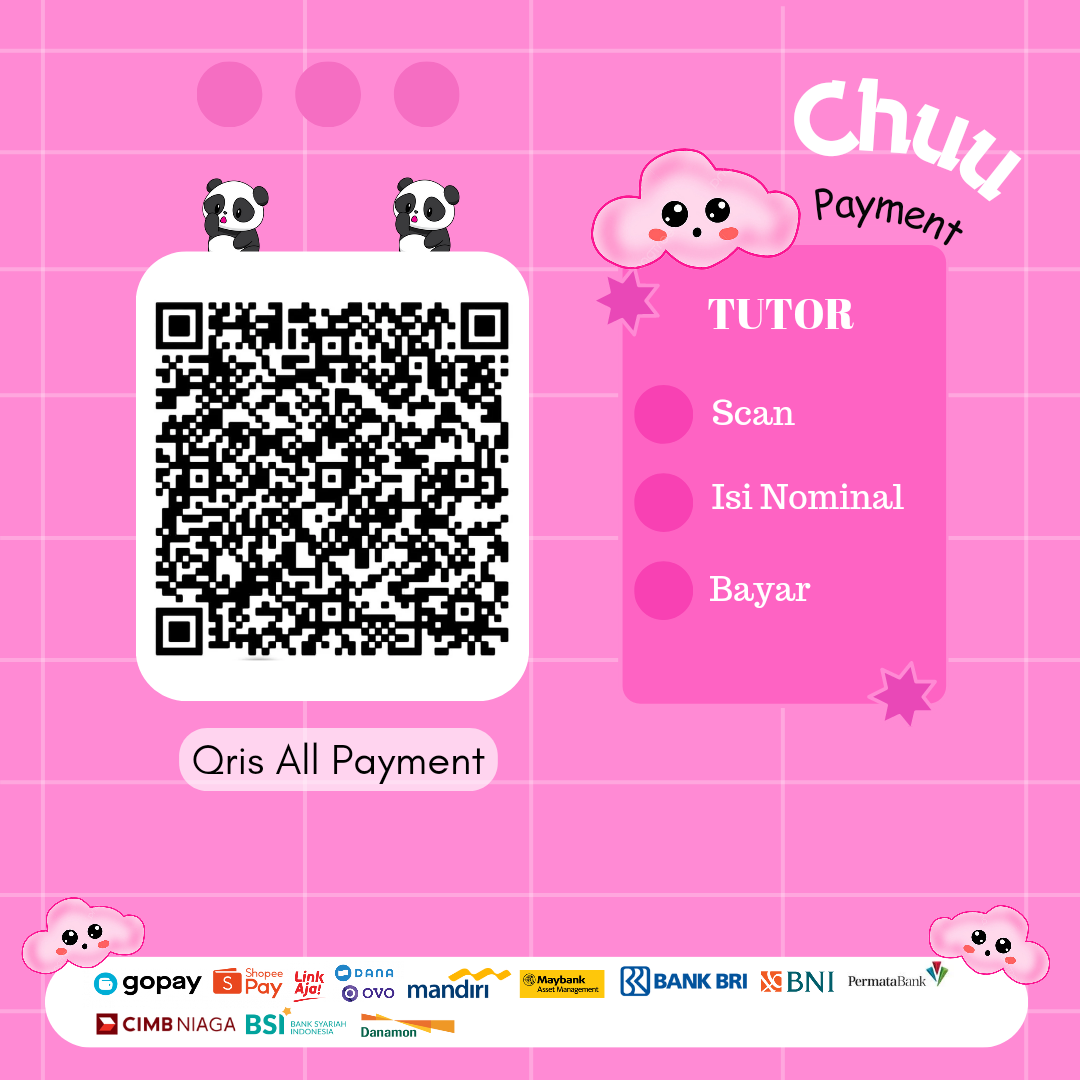 Chuu
Payment
TUTOR
Scan
Isi Nominal
Bayar
Qris All Payment
gopay
S
Shopee
Pay
Link
Aja!
DANA
OVO
mandiri
Maybank
Asset Management
BANK BRI
BNI
PermataBank
CIMB NIAGA
BSI
BANK SYARIAH
INDONESIA
Danamon